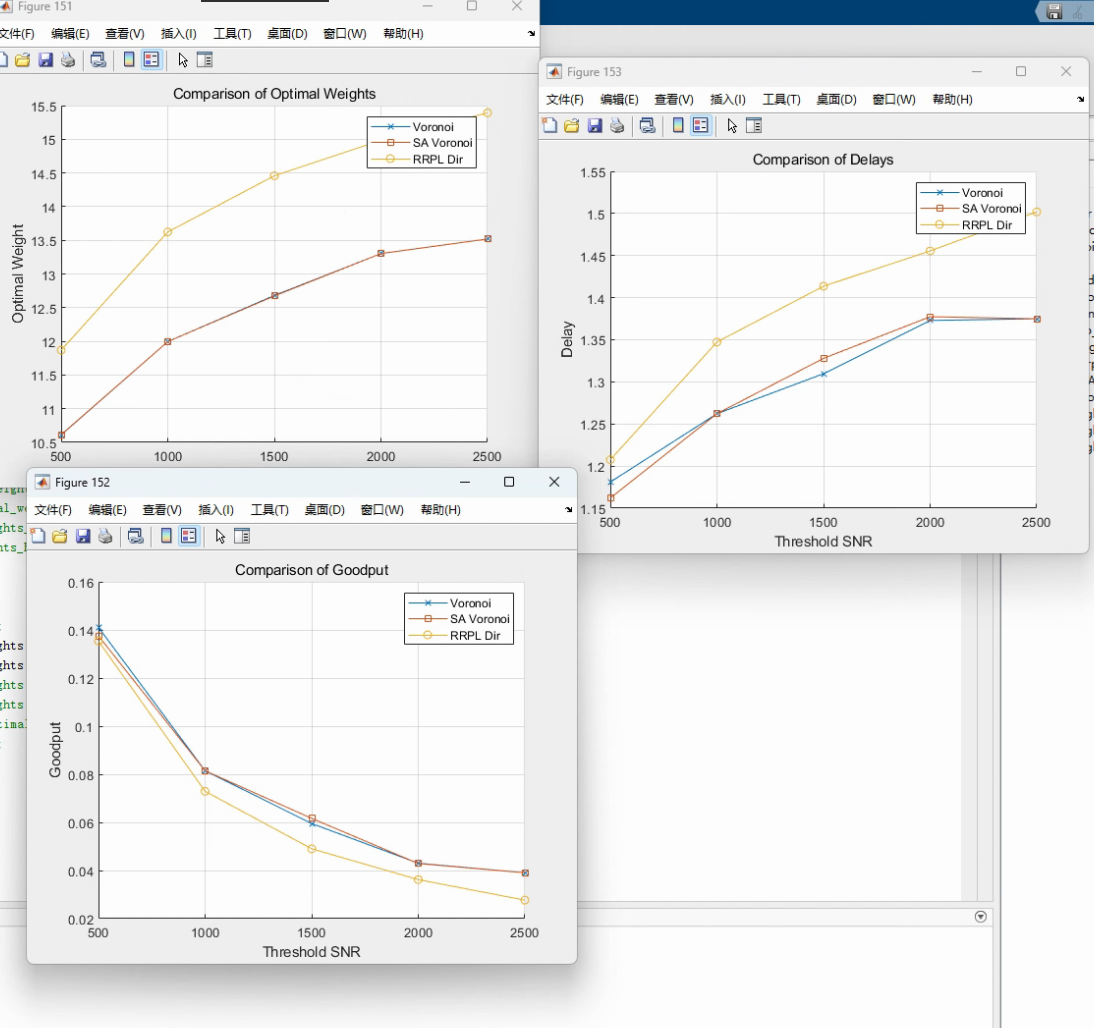 Figure 151
文件(F) 编辑(E) 查看(V) 插入(I) 工具(T) 桌面(D) 窗口(W) 帮助(H)
Comparison of Optimal Weights
Voronoi
SA Voronoi
RRPL Dir
Optimal Weight
15.5
15
14.5
14
13.5
13
12.5
12
11.5
11
10.5
500 1000 1500 2000 2500
Figure 153
文件(F) 编辑(E) 查看(V) 插入(I) 工具(T) 桌面(D) 窗口(W) 帮助(H)
Comparison of Delays
Voronoi
SA Voronoi
RRPL Dir
Delay
1.55
1.5
1.45
1.4
1.35
1.3
1.25
1.2
1.15
500 1000 1500 2000 2500
Threshold SNR
Figure 152
文件(F) 编辑(E) 查看(V) 插入(I) 工具(T) 桌面(D) 窗口(W) 帮助(H)
Comparison of Goodput
Voronoi
SA Voronoi
RRPL Dir
Goodput
0.16
0.14
0.12
0.1
0.08
0.06
0.04
0.02
500 1000 1500 2000 2500
Threshold SNR